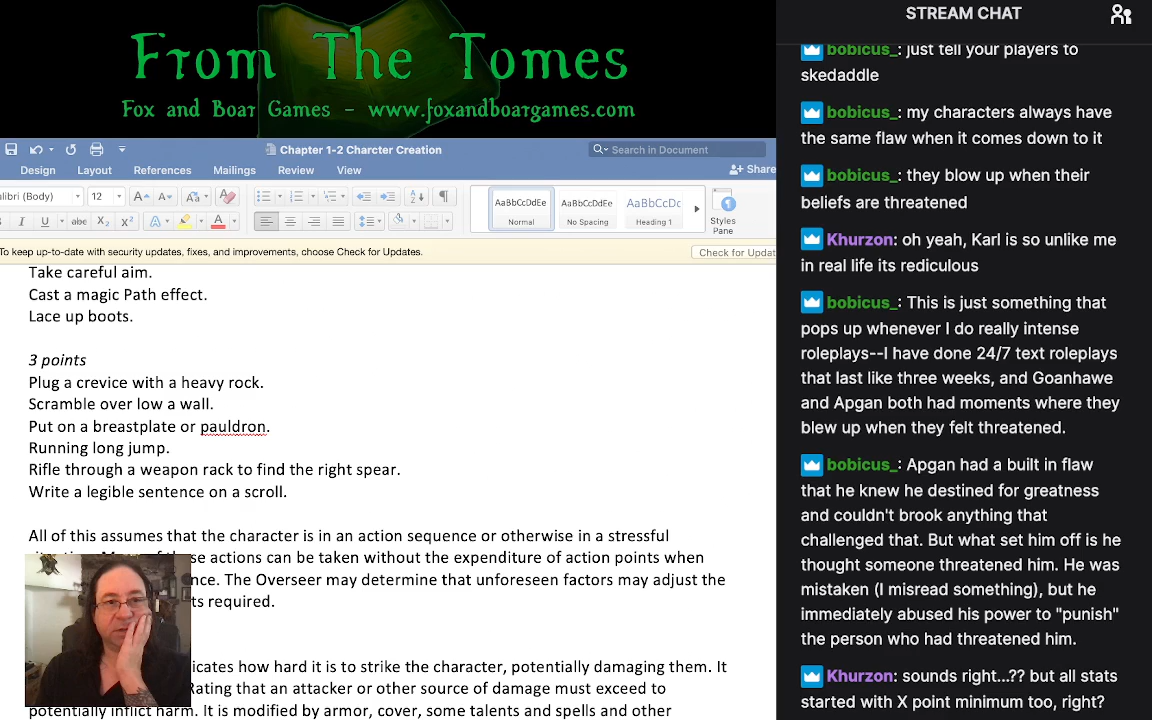 From The Tomes
Fox and Boar Games - www.foxandboargames.com
Chapter 1-2 Charcter Creation
Search in Document
Design Layout References Mailings Review View
Share
alibri (Body) 12
AaBbCcDdEe AaBbCcDdEe AaBbCcDc
Normal No Spacing Heading 1
Styles
Pane
To keep up-to-date with security updates, fixes, and improvements, choose Check for Updates.
Check for Updat
Take careful aim.
Cast a magic Path effect.
Lace up boots.
3 points
Plug a crevice with a heavy rock.
Scramble over low a wall.
Put on a breastplate or pauldron.
Running long jump.
Rifle through a weapon rack to find the right spear.
Write a legible sentence on a scroll.
All of this assumes that the character is in an action sequence or otherwise in a stressful
se actions can be taken without the expenditure of action points when
nce. The Overseer may determine that unforeseen factors may adjust the
ts required.
icates how hard it is to strike the character, potentially damaging them. It
Rating that an attacker or other source of damage must exceed to
potentially inflict harm. It is modified by armor, cover, some talents and spells and other
STREAM CHAT
bobicus_: just tell your players to
skedaddle
bobicus_: my characters always have
the same flaw when it comes down to it
bobicus_: they blow up when their
beliefs are threatened
Khurzon: oh yeah, Karl is so unlike me
in real life its rediculous
bobicus_: This is just something that
pops up whenever I do really intense
roleplays--I have done 24/7 text roleplays
that last like three weeks, and Goanhawe
and Apgan both had moments where they
blew up when they felt threatened.
bobicus_: Apgan had a built in flaw
that he knew he destined for greatness
and couldn't brook anything that
challenged that. But what set him off is he
thought someone threatened him. He was
mistaken (I misread something), but he
immediately abused his power to "punish"
the person who had threatened him.
Khurzon: sounds right...?? but all stats
started with X point minimum too, right?